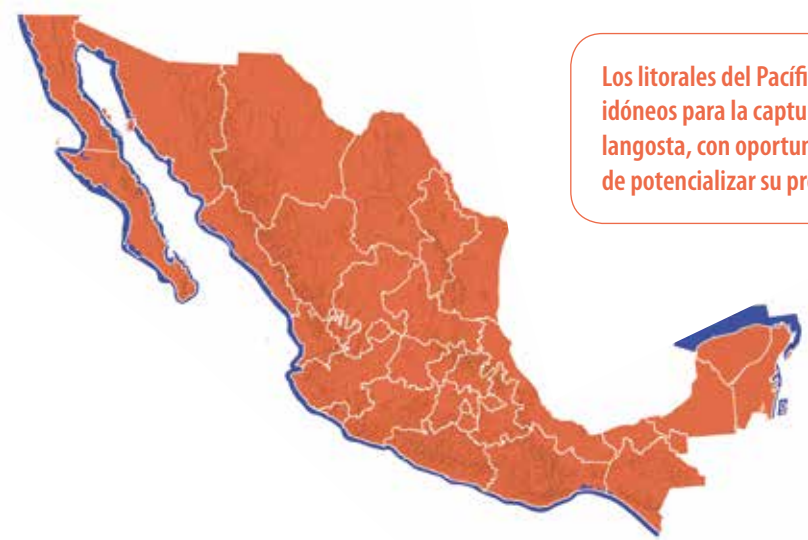 Los litorales del Pacífi
idóneos para la captu
langosta, con oportur
de potencializar su pr